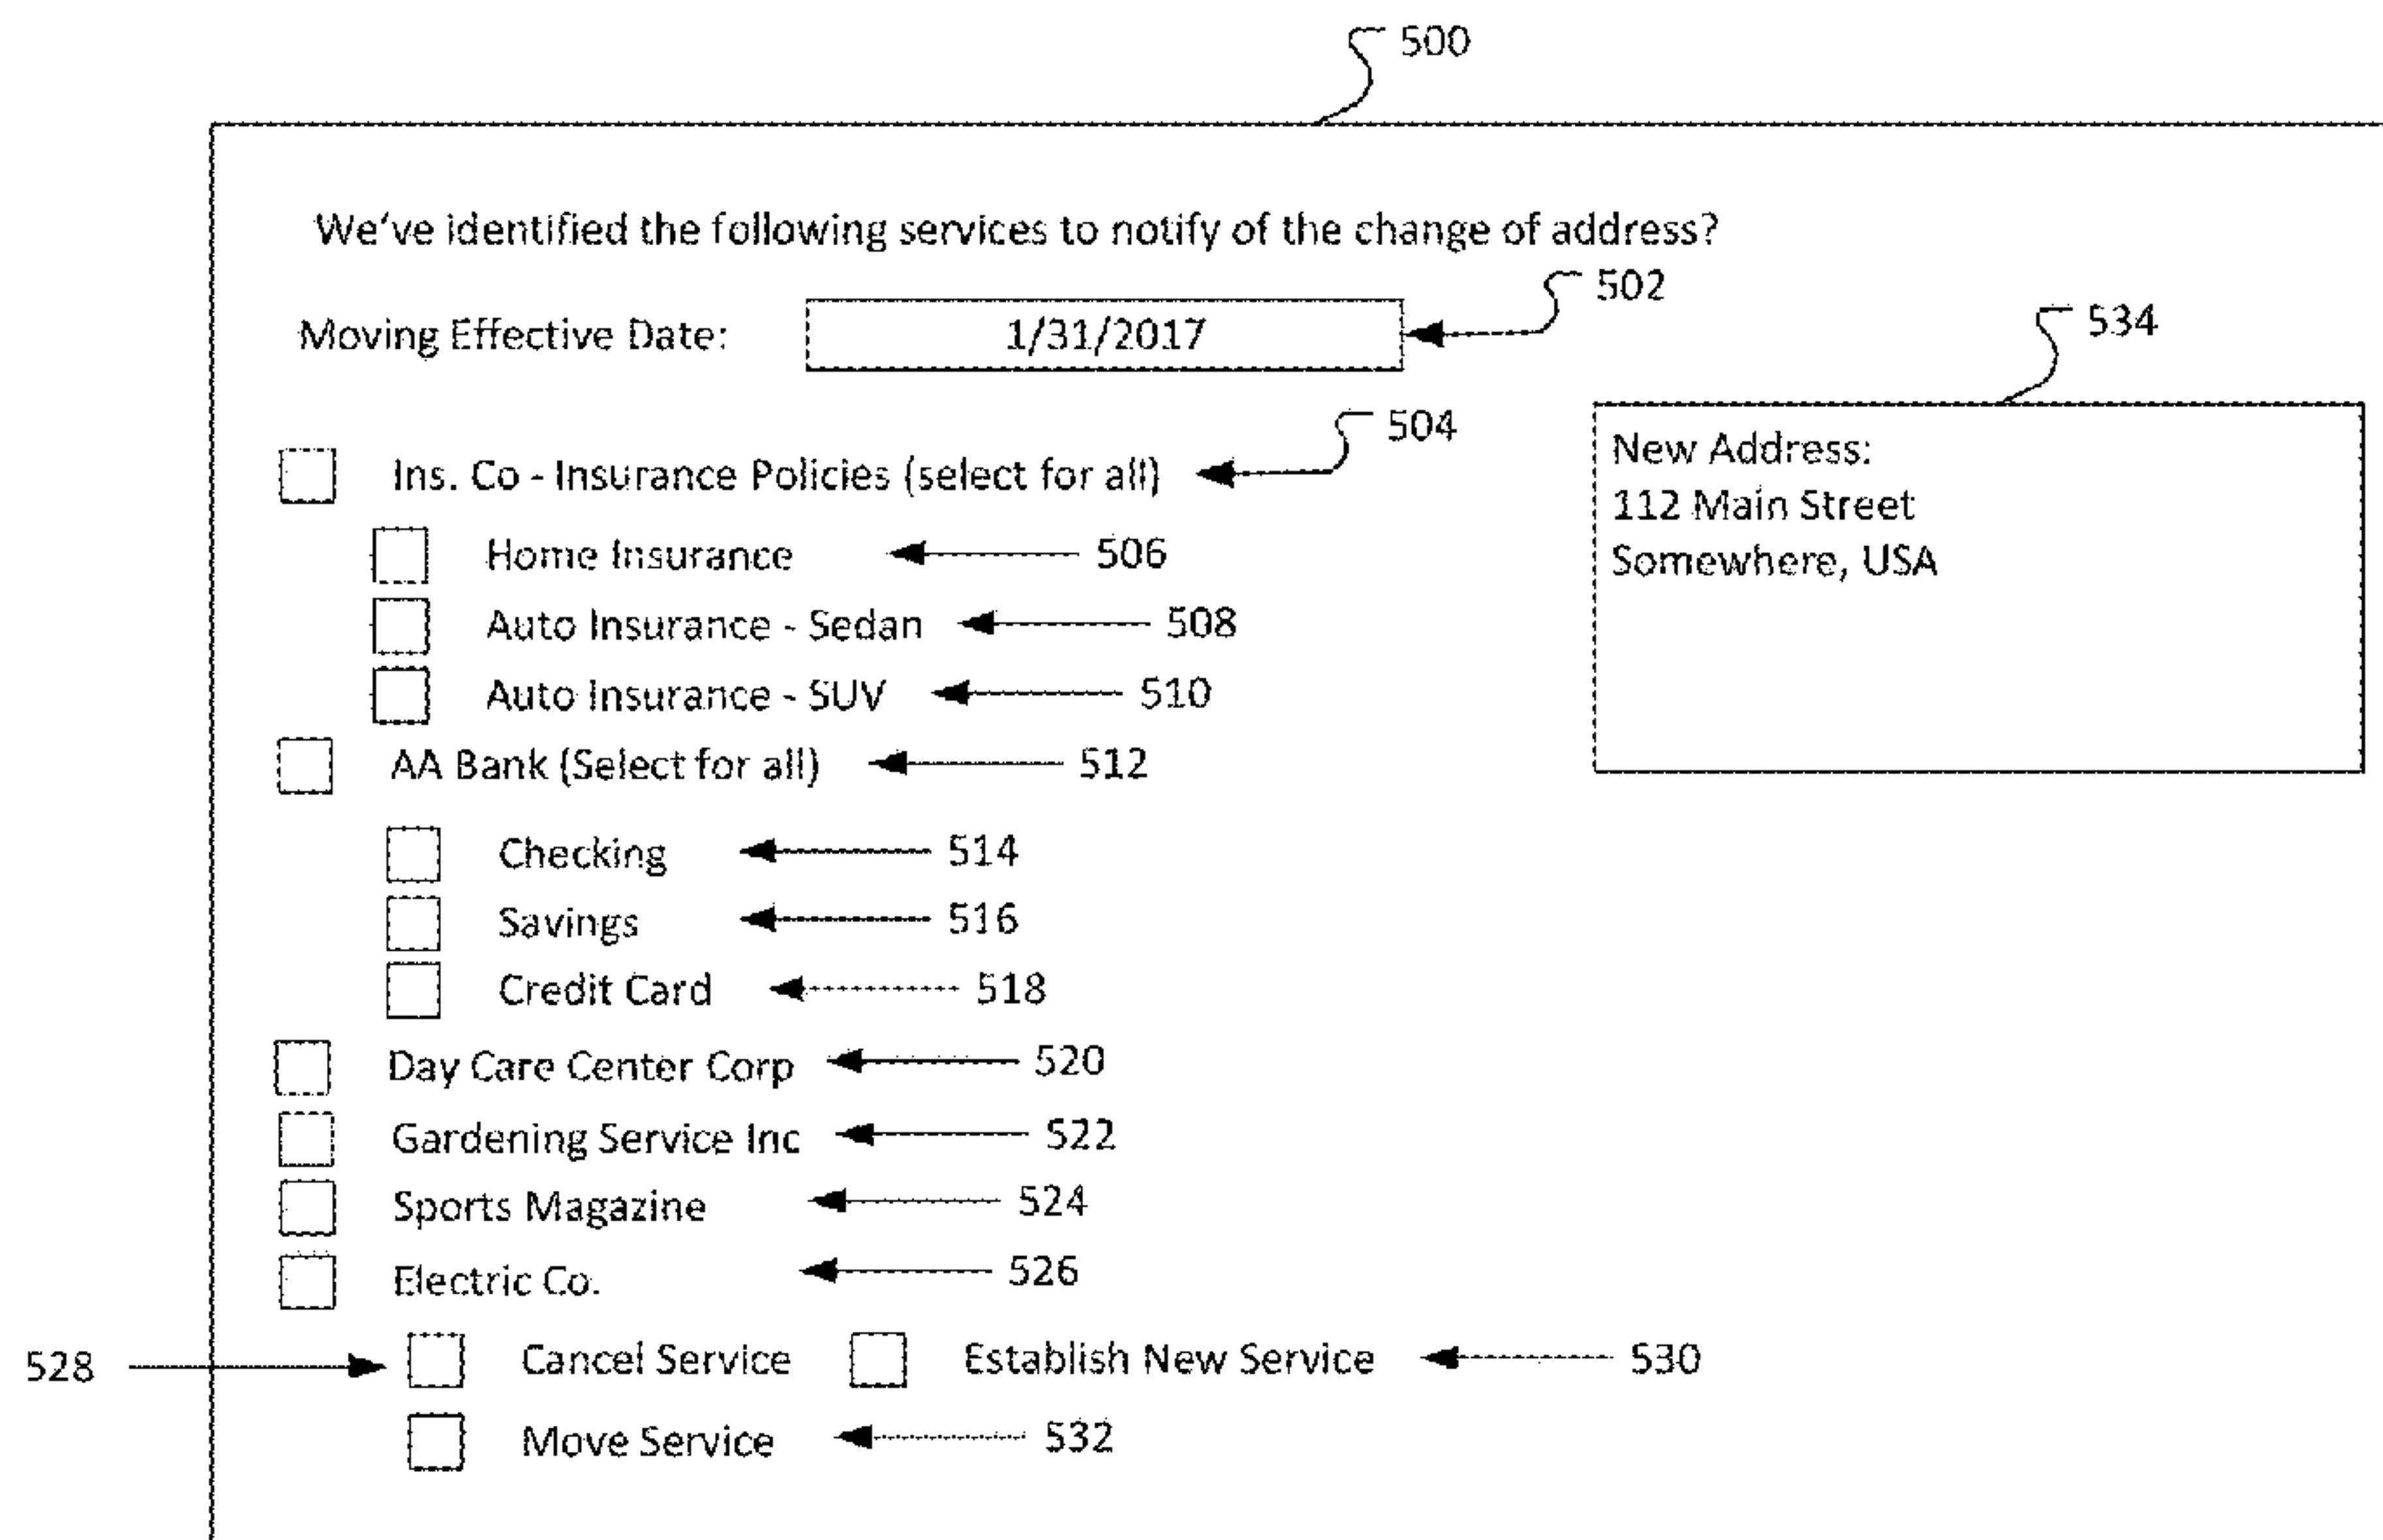 500
We've identified the following services to notify of the change of address?
502
Moving Effective Date: 1/31/2017
534
504
Ins. Co - Insurance Policies (select for all)
New Address:
112 Main Street
Somewhere, USA
Home Insurance 506
Auto Insurance - Sedan 508
Auto Insurance - SUV 510
AA Bank (Select for all) 512
Checking 514
Savings 516
Credit Card 518
Day Care Center Corp 520
Gardening Service Inc 522
Sports Magazine 524
Electric Co. 526
528 Cancel Service Establish New Service 530
Move Service 532